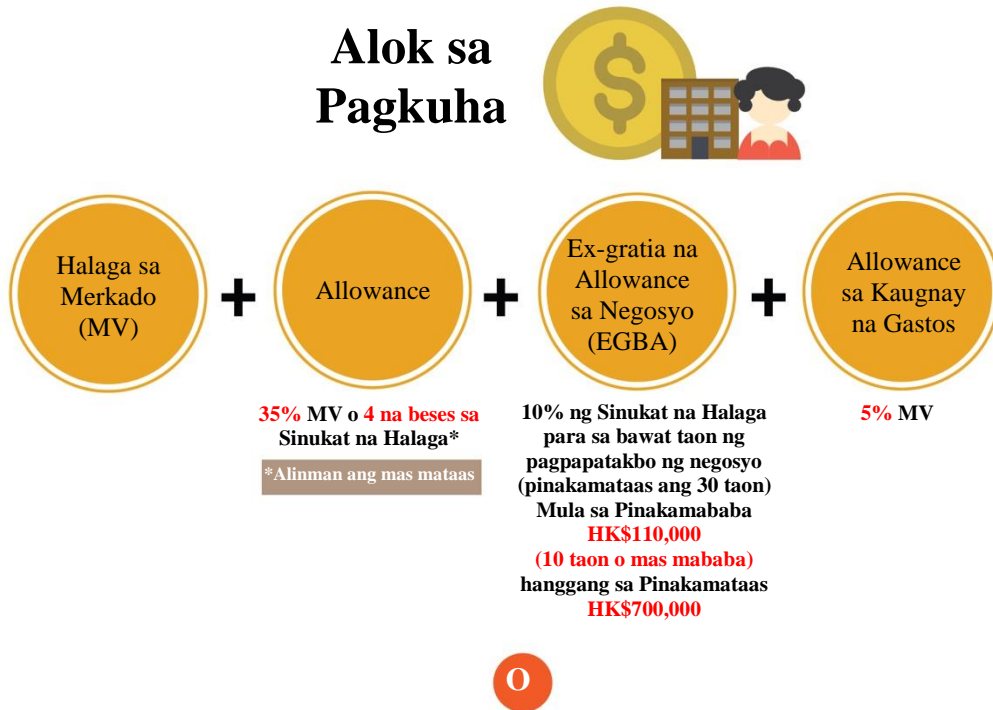 Alok sa
Pagkuha
$
Halaga sa
Merkado
(MV)
+
Allowance
+
Ex-gratia na
Allowance
sa Negosyo
(EGBA)
+
Allowance
sa Kaugnay
na Gastos
35% MV o 4 na beses sa
Sinukat na Halaga*
*Alinman ang mas mataas
10% ng Sinukat na Halaga
para sa bawat taon ng
pagpapatakbo ng negosyo
(pinakamataas ang 30 taon)
Mula sa Pinakamababa
HK$110,000
(10 taon o mas mababa)
hanggang sa Pinakamataas
HK$700,000
5% MV
O